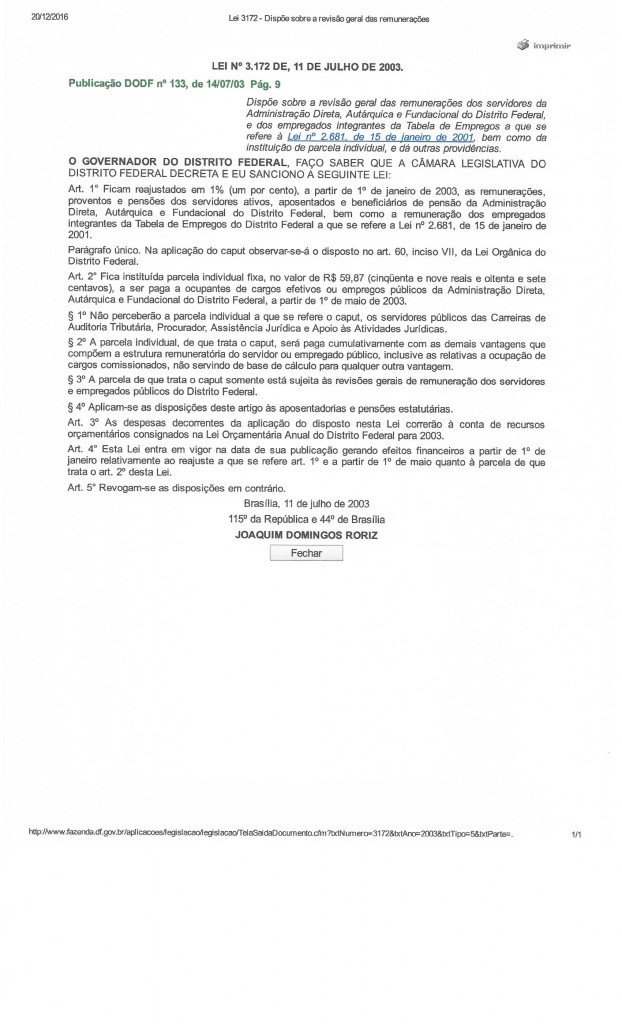 20/12/2016 Lei 3172 - Dispõe sobre a revisão geral das remunerações
imprimir
LEI Nº 3.172 DE, 11 DE JULHO DE 2003.
Publicação DODF nº 133, de 14/07/03 Pág. 9
Dispõe sobre a revisão geral das remunerações dos servidores da
Administração Direta, Autárquica e Fundacional do Distrito Federal,
e dos empregados integrantes da Tabela de Empregos a que se
refere à Lei nº 2.681, de 15 de janeiro de 2001, bem como da
instituição de parcela individual, e dá outras providências.
O GOVERNADOR DO DISTRITO FEDERAL, FAÇO SABER QUE A CÂMARA LEGISLATIVA DO
DISTRITO FEDERAL DECRETA E EU SANCIONO A SEGUINTE LEI:
Art. 1° Ficam reajustados em 1% (um por cento), a partir de 1º de janeiro de 2003, as remunerações,
proventos e pensões dos servidores ativos, aposentados e beneficiários de pensão da Administração
Direta, Autárquica e Fundacional do Distrito Federal, bem como a remuneração dos empregados
integrantes da Tabela de Empregos do Distrito Federal a que se refere a Lei nº 2.681, de 15 de janeiro de
2001.
Parágrafo único. Na aplicação do caput observar-se-á o disposto no art. 60, inciso VII, da Lei Orgânica do
Distrito Federal.
Art. 2° Fica instituída parcela individual fixa, no valor de R$ 59,87 (cinqüenta e nove reais e oitenta e sete
centavos), a ser paga a ocupantes de cargos efetivos ou empregos públicos da Administração Direta,
Autárquica e Fundacional do Distrito Federal, a partir de 1º de maio de 2003.
§ 1º Não perceberão a parcela individual a que se refere o caput, os servidores públicos das Carreiras de
Auditoria Tributária, Procurador, Assistência Jurídica e Apoio às Atividades Jurídicas.
§ 2º A parcela individual, de que trata o caput, será paga cumulativamente com as demais vantagens que
compõem a estrutura remuneratória do servidor ou empregado público, inclusive as relativas a ocupação de
cargos comissionados, não servindo de base de cálculo para qualquer outra vantagem.
§ 3º A parcela de que trata o caput somente está sujeita às revisões gerais de remuneração dos servidores
e empregados públicos do Distrito Federal.
§ 4º Aplicam-se as disposições deste artigo às aposentadorias e pensões estatutárias.
Art. 3° As despesas decorrentes da aplicação do disposto nesta Lei correrão à conta de recursos
orçamentários consignados na Lei Orçamentária Anual do Distrito Federal para 2003.
Art. 4° Esta Lei entra em vigor na data de sua publicação gerando efeitos financeiros a partir de 1º de
janeiro relativamente ao reajuste a que se refere art. 1º e a partir de 1º de maio quanto à parcela de que
trata o art. 2º desta Lei.
Art. 5° Revogam-se as disposições em contrário.
Brasília, 11 de julho de 2003
115º da República e 44º de Brasília
JOAQUIM DOMINGOS RORIZ
Fechar
http://www.fazenda.df.gov.br/aplicacoes/legislacao/legislacao/TelaSaidaDocumento.cfm?txtNumero=3172&txtAno=2003&txtTipo=5&txtParte=. 1/1